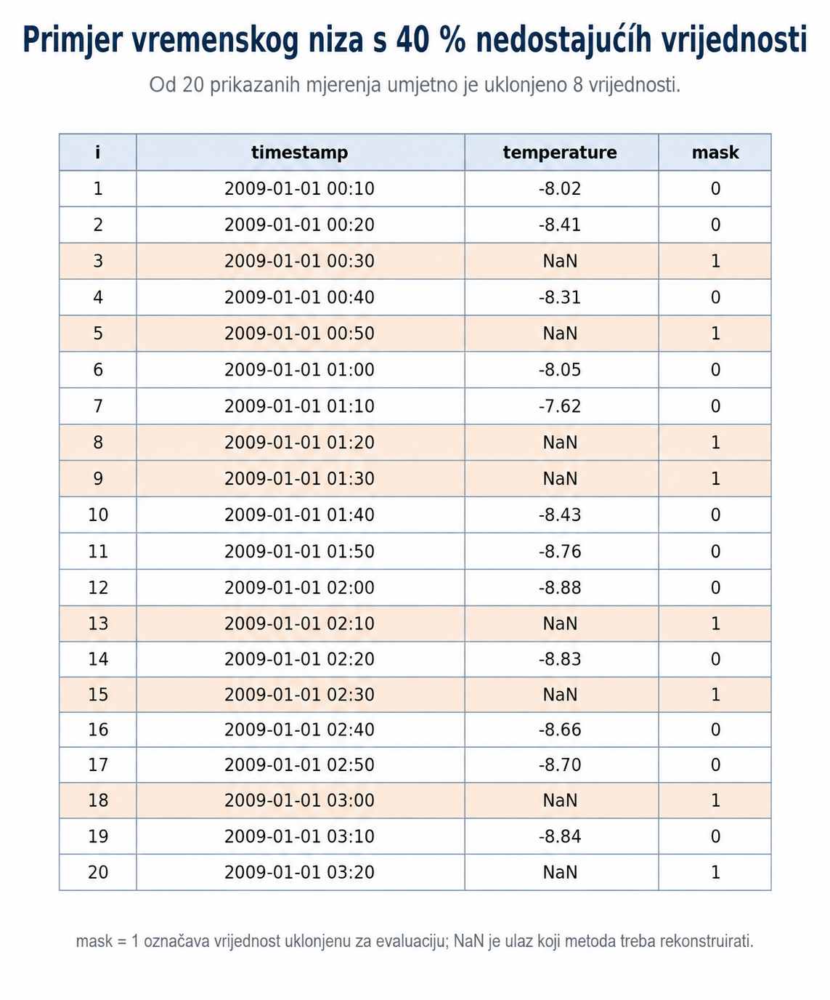 Primjer vremenskog niza s 40 % nedostajućíh vrijednosti
Od 20 prikazanih mjerenja umjetno je uklonjeno 8 vrijednosti.
i timestamp temperature mask
1 2009-01-01 00:10 -8.02 0
2 2009-01-01 00:20 -8.41 0
3 2009-01-01 00:30 NaN 1
4 2009-01-01 00:40 -8.31 0
5 2009-01-01 00:50 NaN 1
6 2009-01-01 01:00 -8.05 0
7 2009-01-01 01:10 -7.62 0
8 2009-01-01 01:20 NaN 1
9 2009-01-01 01:30 NaN 1
10 2009-01-01 01:40 -8.43 0
11 2009-01-01 01:50 -8.76 0
12 2009-01-01 02:00 -8.88 0
13 2009-01-01 02:10 NaN 1
14 2009-01-01 02:20 -8.83 0
15 2009-01-01 02:30 NaN 1
16 2009-01-01 02:40 -8.66 0
17 2009-01-01 02:50 -8.70 0
18 2009-01-01 03:00 NaN 1
19 2009-01-01 03:10 -8.84 0
20 2009-01-01 03:20 NaN 1
mask = 1 označava vrijednost uklonjenu za evaluaciju; NaN je ulaz koji metoda treba rekonstruirati.